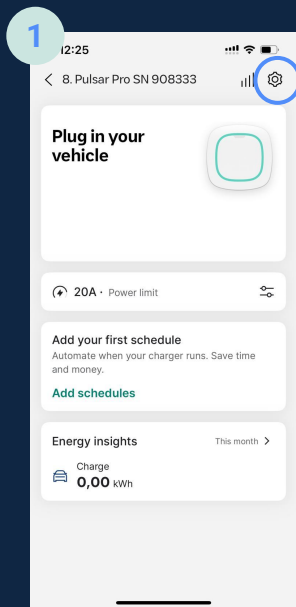 1
12:25
8. Pulsar Pro SN 908333
Plug in your
vehicle
20A · Power limit
Add your first schedule
Automate when your charger runs. Save time
and money.
Add schedules
Energy insights
This month
Charge
0,00 kWh